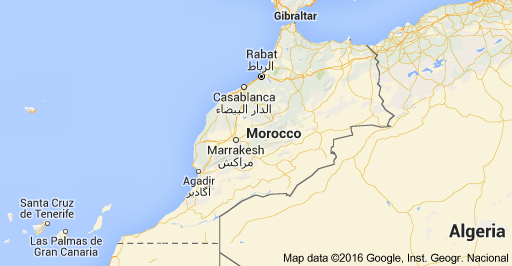 Gibraltar
Rabat
الرباط
Casablanca
الدار البيضاء
Morocco
Marrakesh
مراكش
Agadir
أكادير
Santa Cruz
de Tenerife
Las Palmas de
Gran Canaria
Algeria
Map data ©2016 Google, Inst. Geogr. Nacional